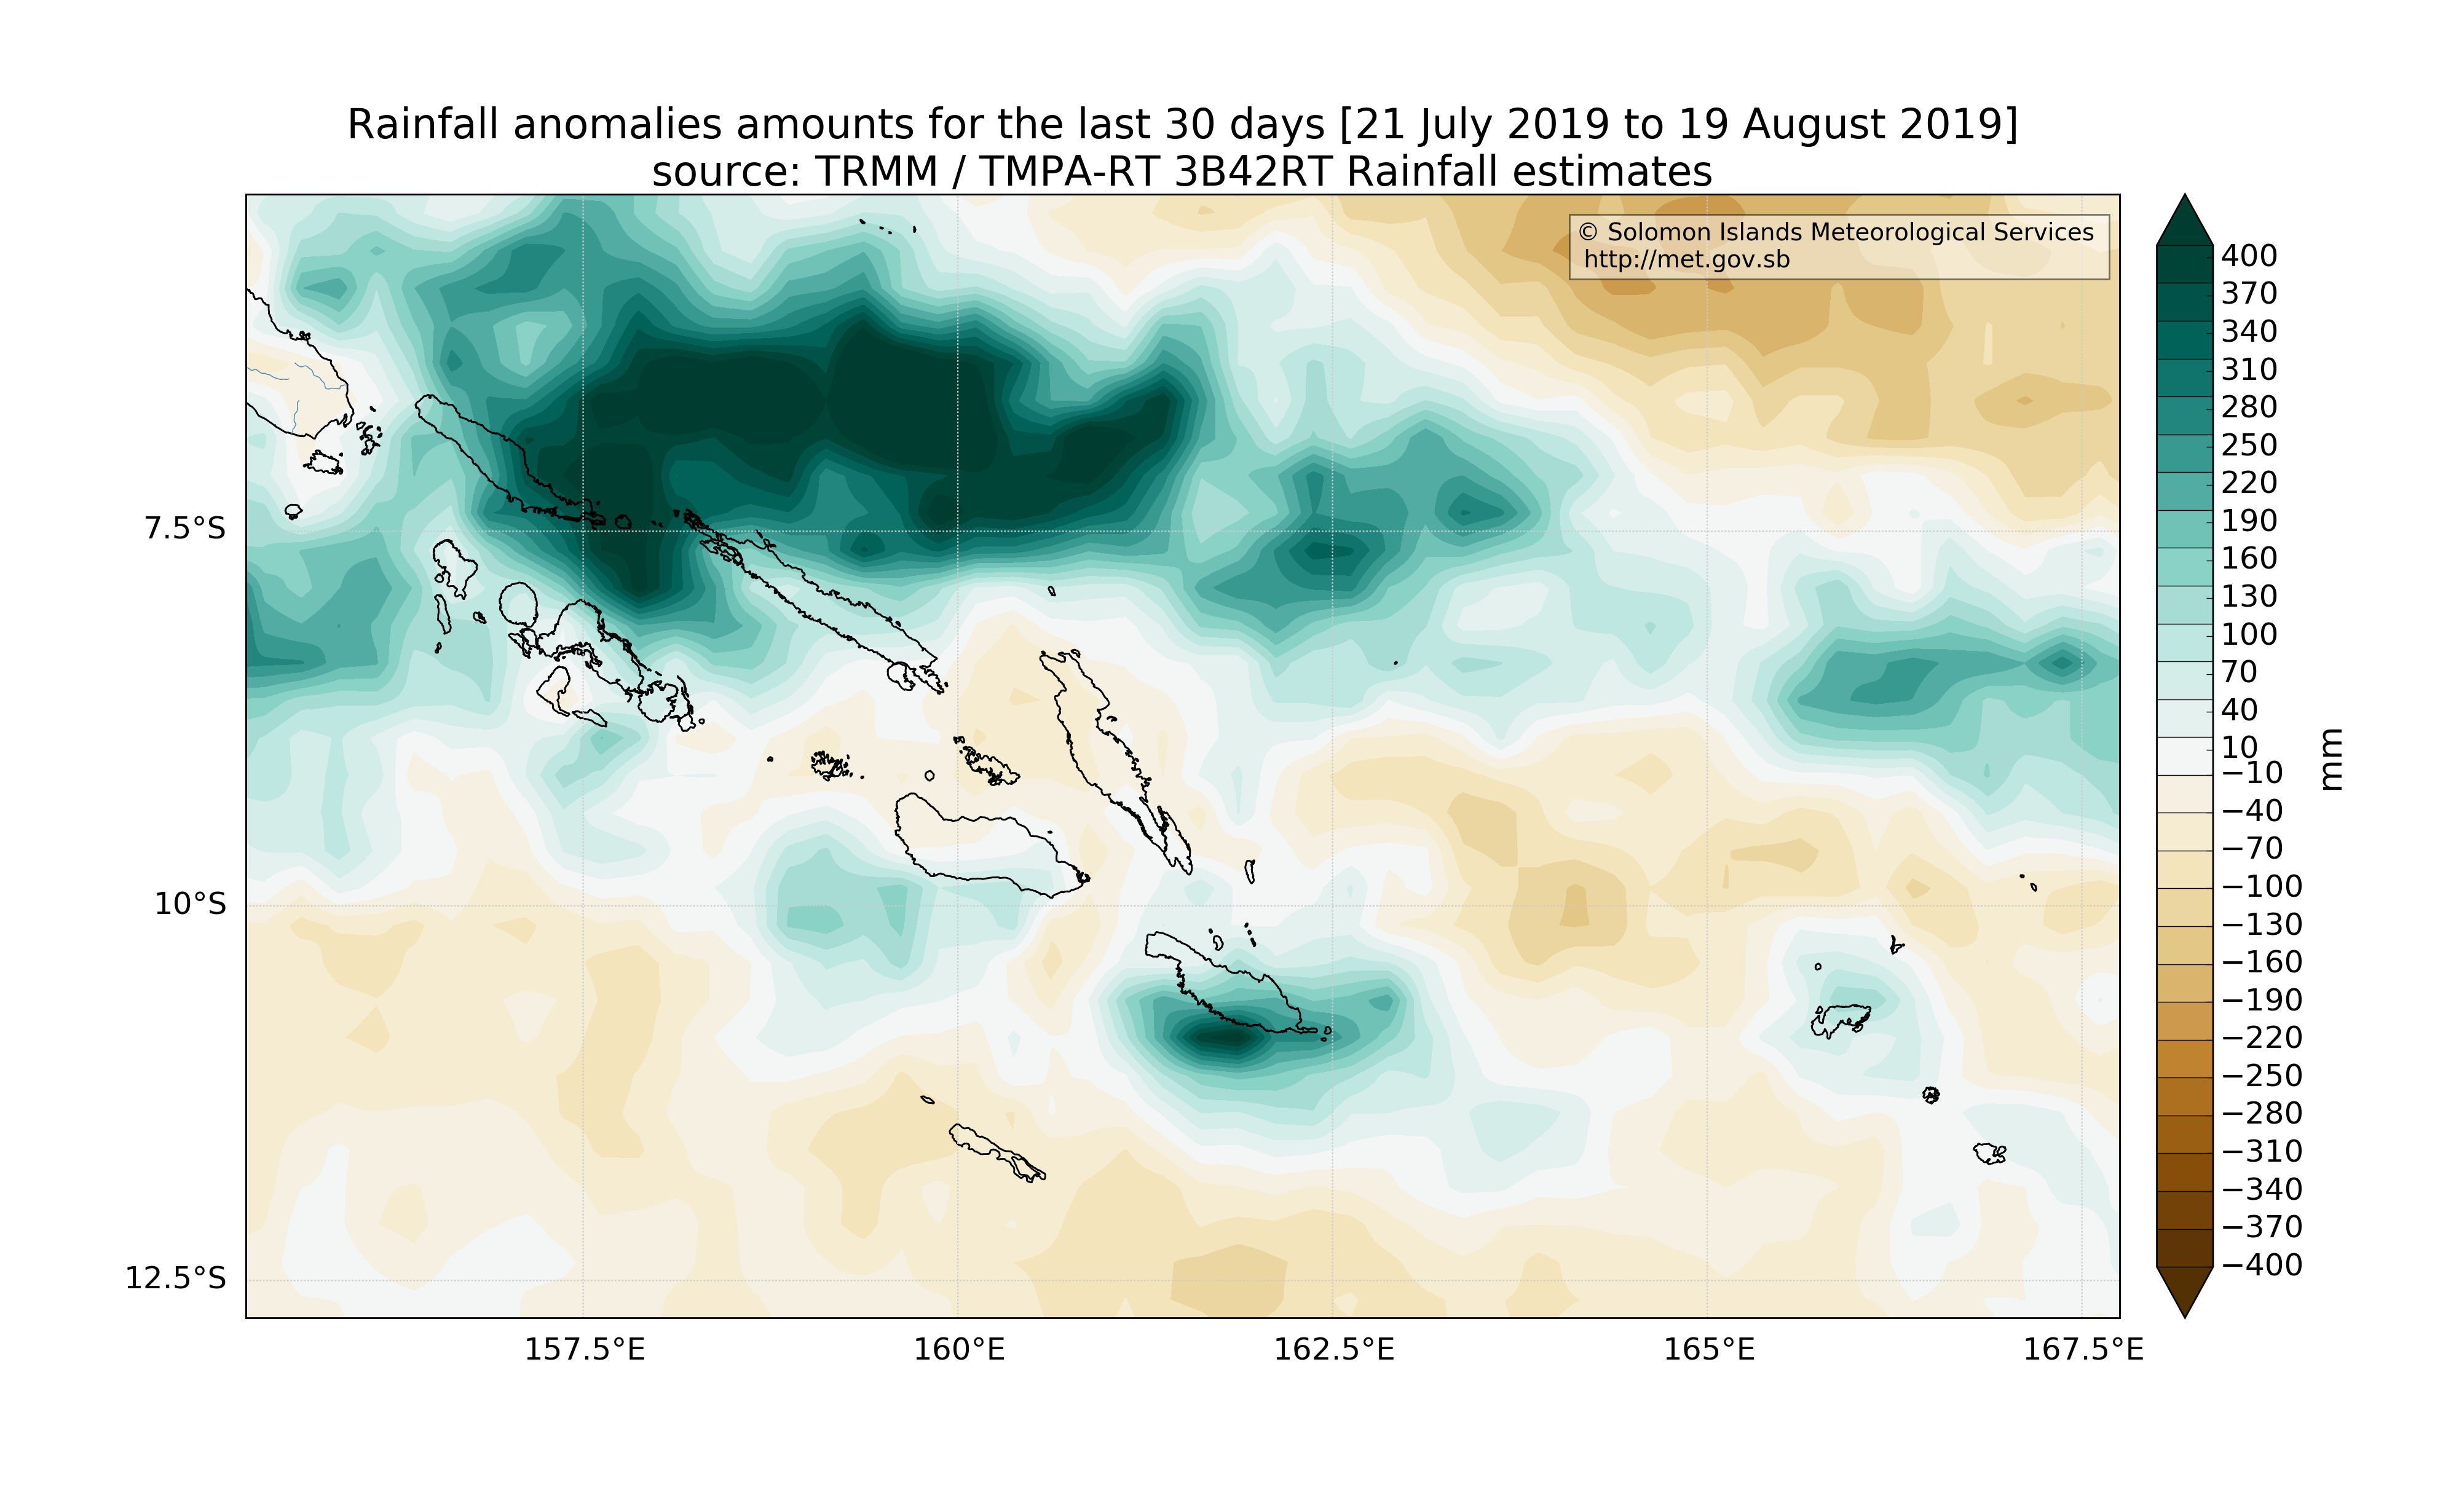 Rainfall anomalies amounts for the last 30 days [21 July 2019 to 19 August 2019]
source: TRMM / TMPA-RT 3B42RT Rainfall estimates
© Solomon Islands Meteorological Services
http://met.gov.sb
7.5°S
10°S
12.5°S
157.5°E
160°E
162.5°E
165°E
167.5°E
400
370
340
310
280
250
220
190
160
130
100
70
40
10
−10
−40
−70
−100
−130
−160
−190
−220
−250
−280
−310
−340
−370
−400
mm